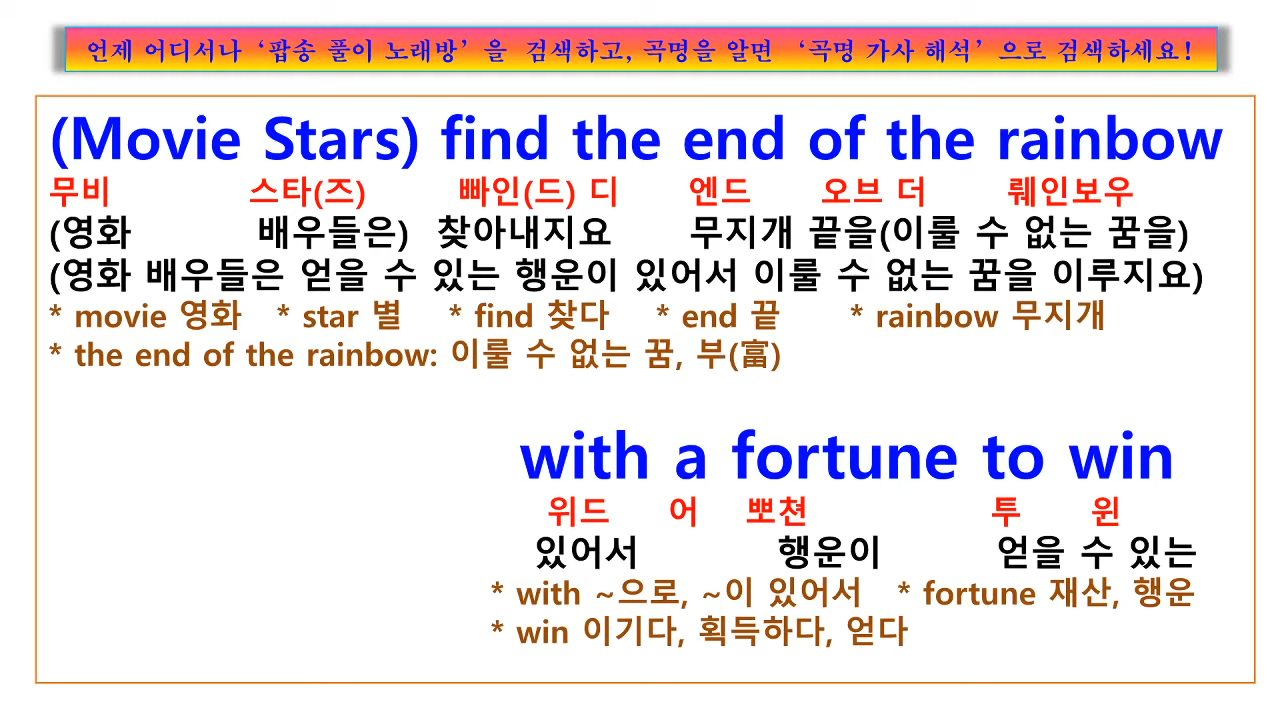 언제 어디서나 ‘팝송 풀이 노래방’ 을 검색하고, 곡명을 알면 ‘곡명 가사 해석’ 으로 검색하세요!
(Movie Stars) find the end of the rainbow
무비 스타(즈) 빠인(드) 디 엔드 오브 더 뤠인보우
(영화 배우들은) 찾아내지요 무지개 끝을(이룰 수 없는 꿈을)
(영화 배우들은 얻을 수 있는 행운이 있어서 이룰 수 없는 꿈을 이루지요)
* movie 영화 * star 별 * find 찾다 * end 끝 * rainbow 무지개
* the end of the rainbow: 이룰 수 없는 꿈, 부(富)
with a fortune to win
위드 어 뽀쳔 투 윈
있어서 행운이 얻을 수 있는
* with ~으로, ~이 있어서 * fortune 재산, 행운
* win 이기다, 획득하다, 얻다